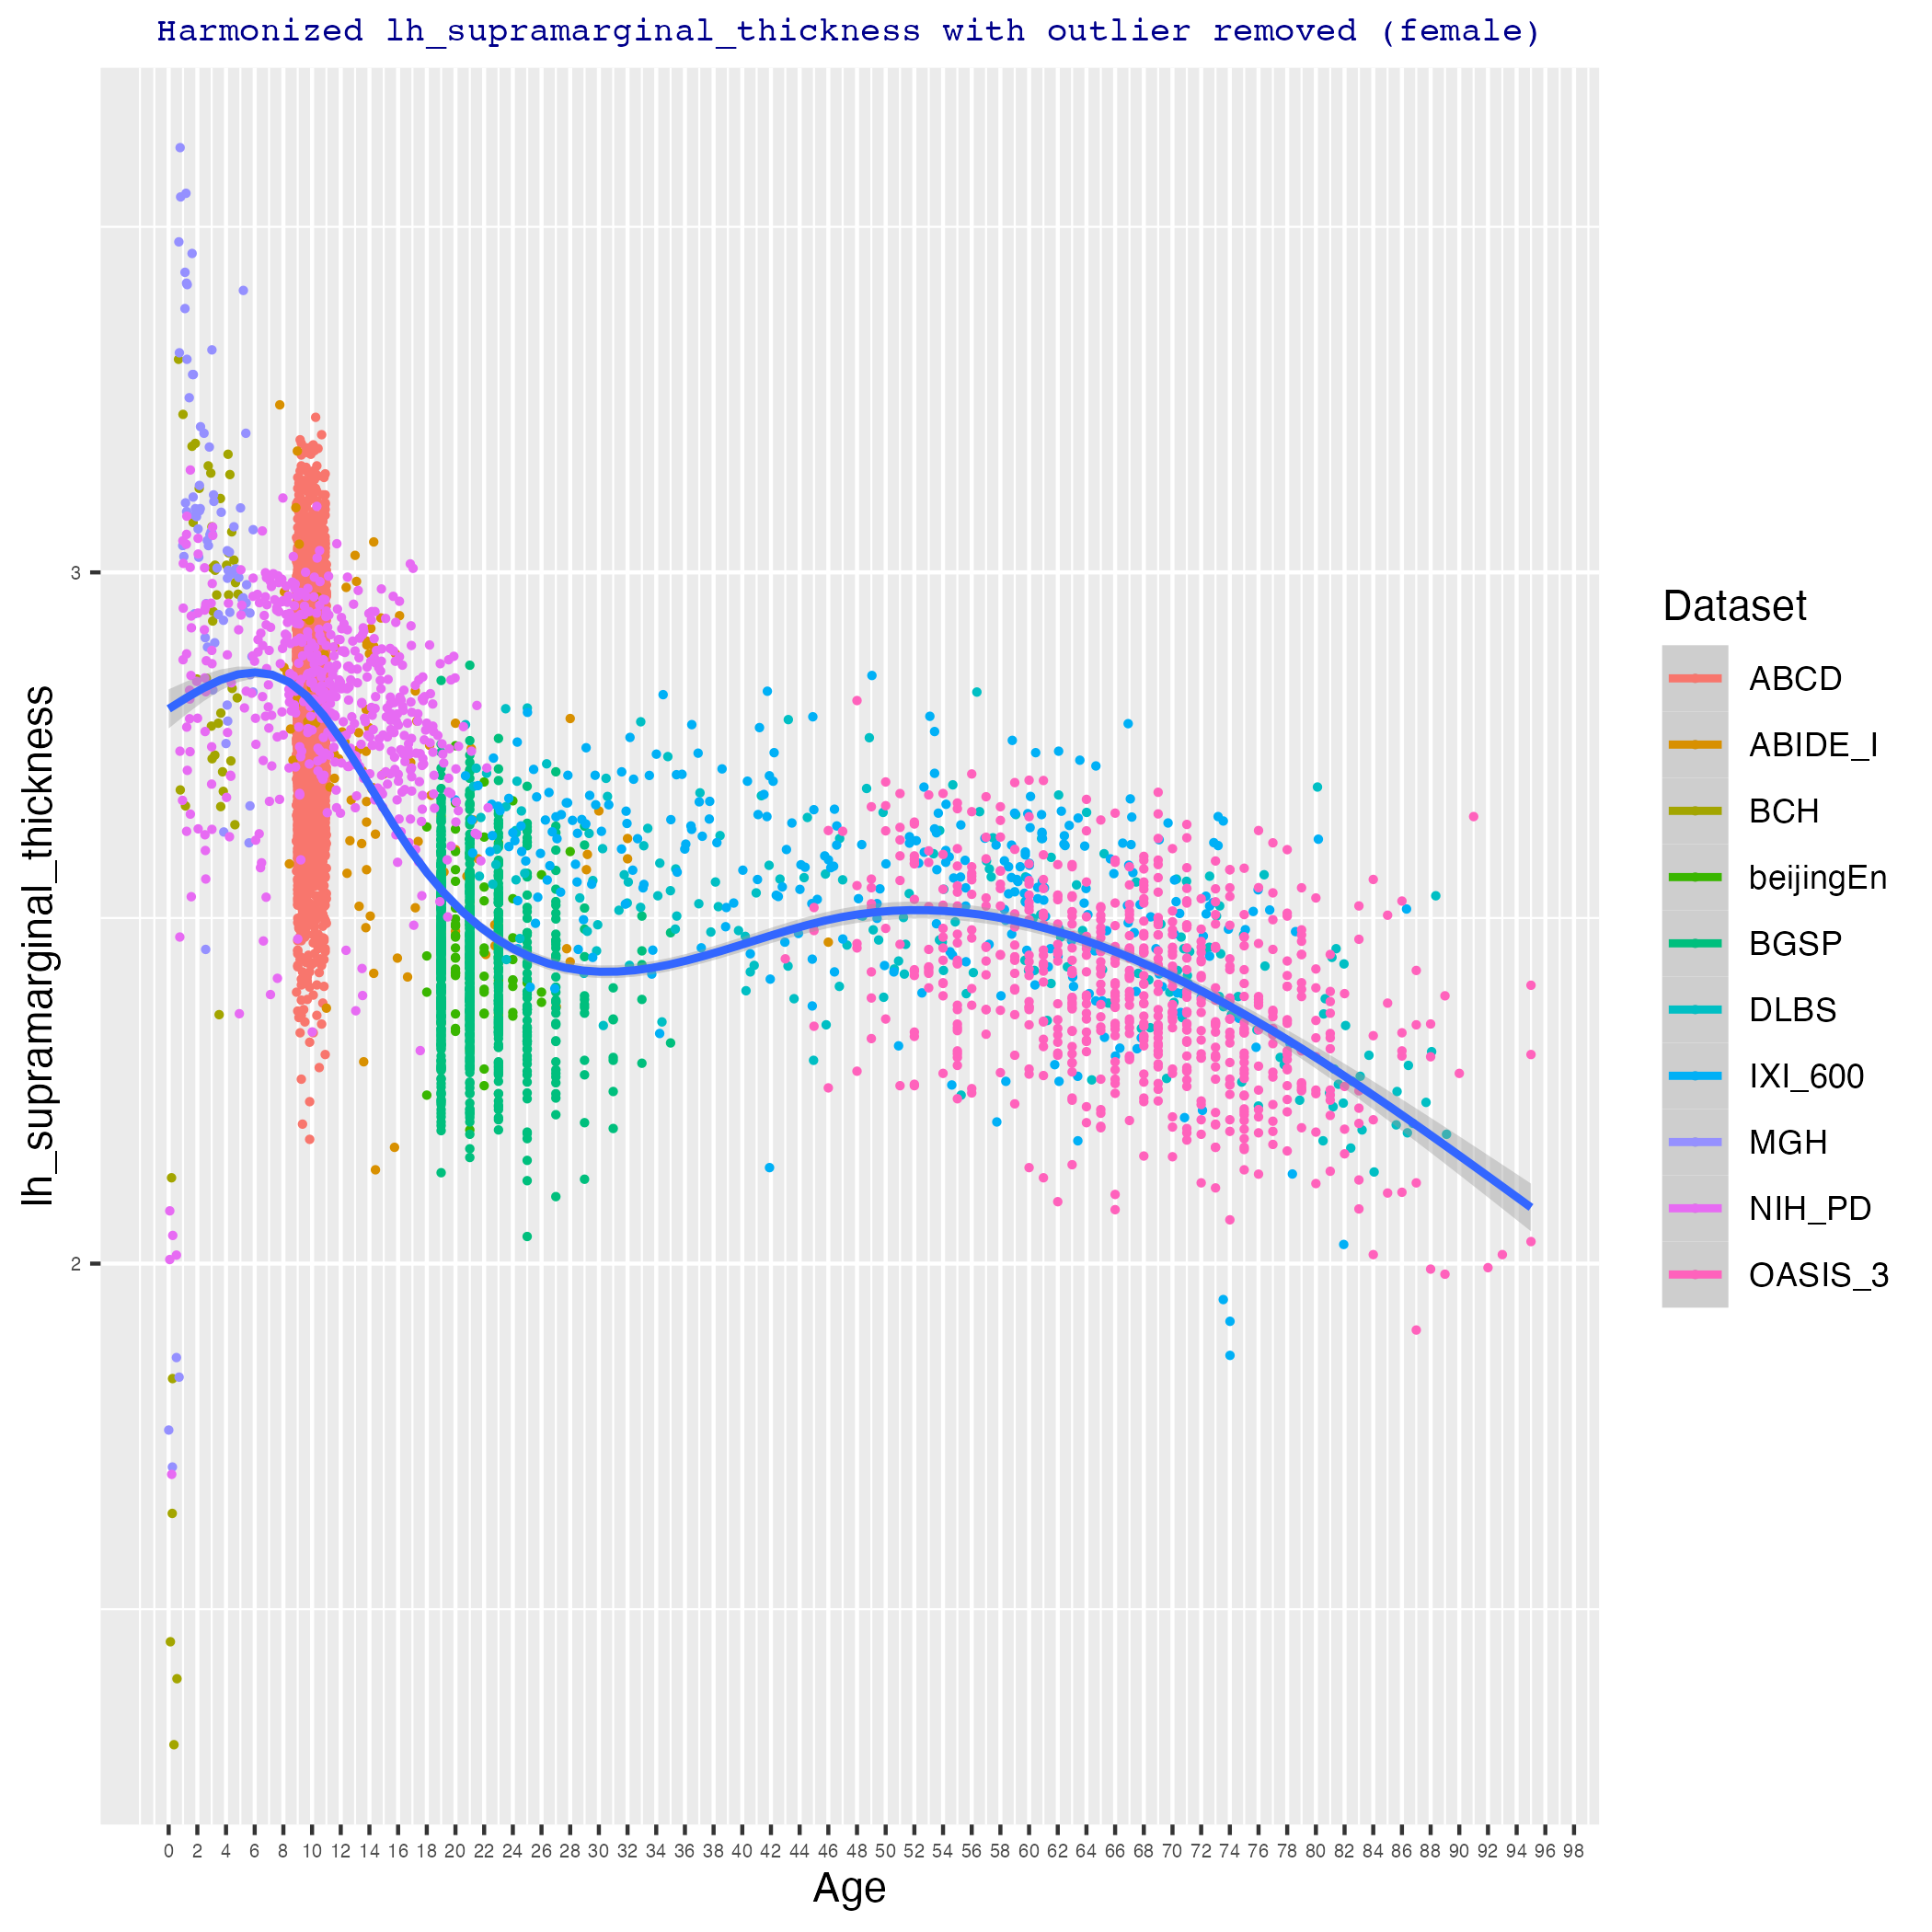 Harmonized lh_supramarginal_thickness with outlier removed (female)
lh_supramarginal_thickness
3
2
0 2 4 6 8 10 12 14 16 18 20 22 24 26 28 30 32 34 36 38 40 42 44 46 48 50 52 54 56 58 60 62 64 66 68 70 72 74 76 78 80 82 84 86 88 90 92 94 96 98
Age
Dataset
ABCD
ABIDE_I
BCH
beijingEn
BGSP
DLBS
IXI_600
MGH
NIH_PD
OASIS_3